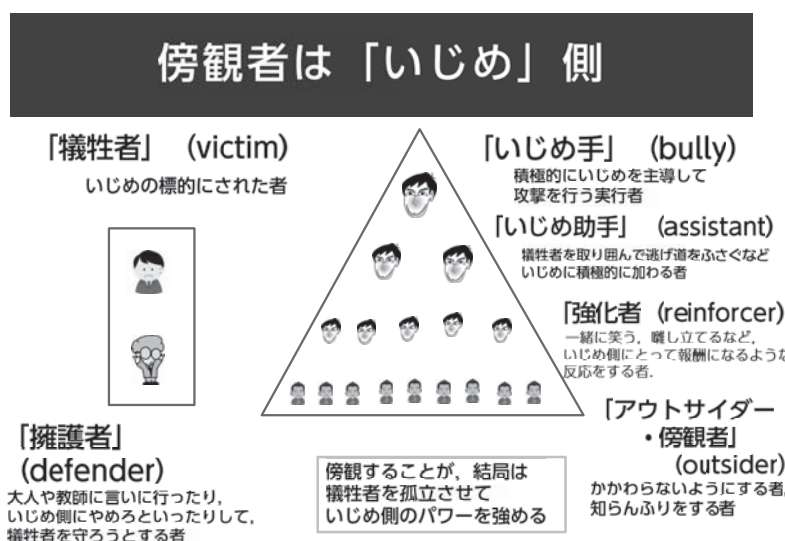 傍観者は「いじめ」側
「犠牲者」（victim）
いじめの標的にされた者
「いじめ手」（bully）
積極的にいじめを主導して
攻撃を行う実行者
「いじめ助手」（assistant）
犠牲者を取り囲んで逃げ道をふさぐなど
いじめに積極的に加わる者
「強化者（reinforcer）
一緒に笑う，囃し立てるなど，
いじめ側にとって報酬になるような
反応をする者．
「アウトサイダー
・傍観者」
（outsider）
かかわらないようにする者，
知らんふりをする者
「擁護者」
（defender）
大人や教師に言いに行ったり，
いじめ側にやめろといったりして，
犠牲者を守ろうとする者
傍観することが，結局は
犠牲者を孤立させて
いじめ側のパワーを強める